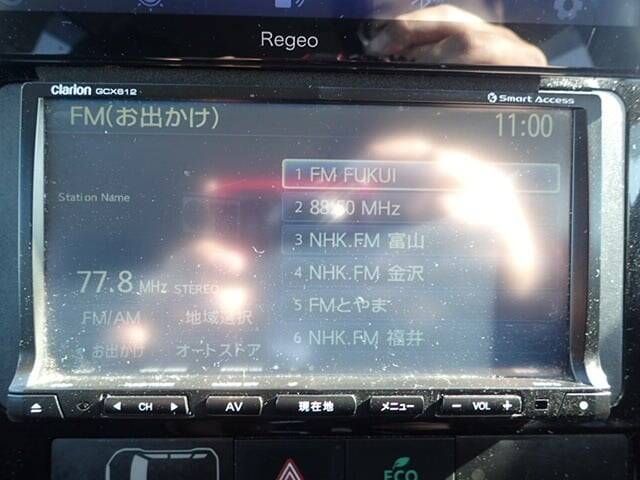 Regeo
Clarion GCX612
Smart Access
FM(お出かけ) 11:00
1 FM FUKUI
Station Name
2 88.50 MHz
3 NHK.FM 富山
4 NHK.FM 金沢
77.8 MHz STEREO
5 FMとやま
FM/AM 地域選択
6 NHK.FM 福井
お出かけ オートストア
CH AV 現在地 メニュー − VOL +
ECO